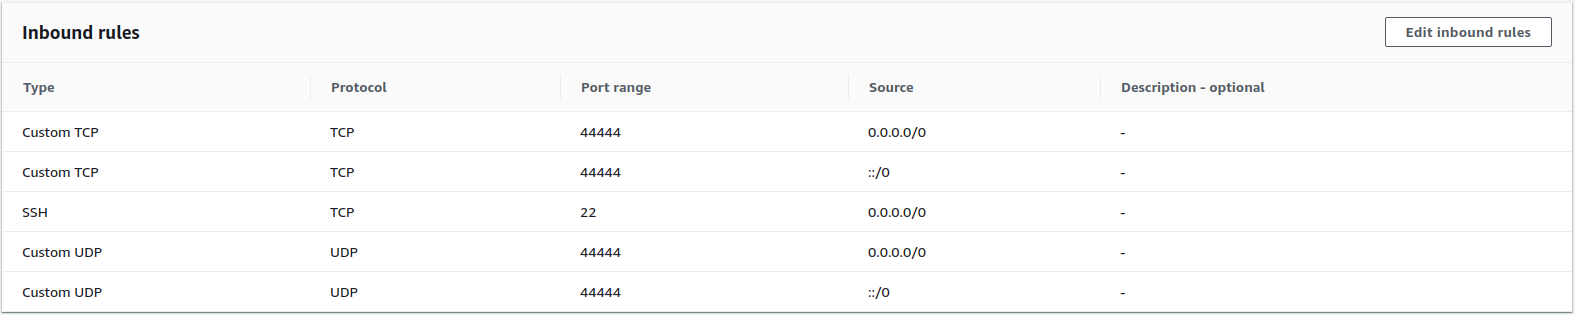 Inbound rules Edit inbound rules
Type Protocol Port range Source Description - optional
Custom TCP TCP 44444 0.0.0.0/0 -
Custom TCP TCP 44444 ::/0 -
SSH TCP 22 0.0.0.0/0 -
Custom UDP UDP 44444 0.0.0.0/0 -
Custom UDP UDP 44444 ::/0 -